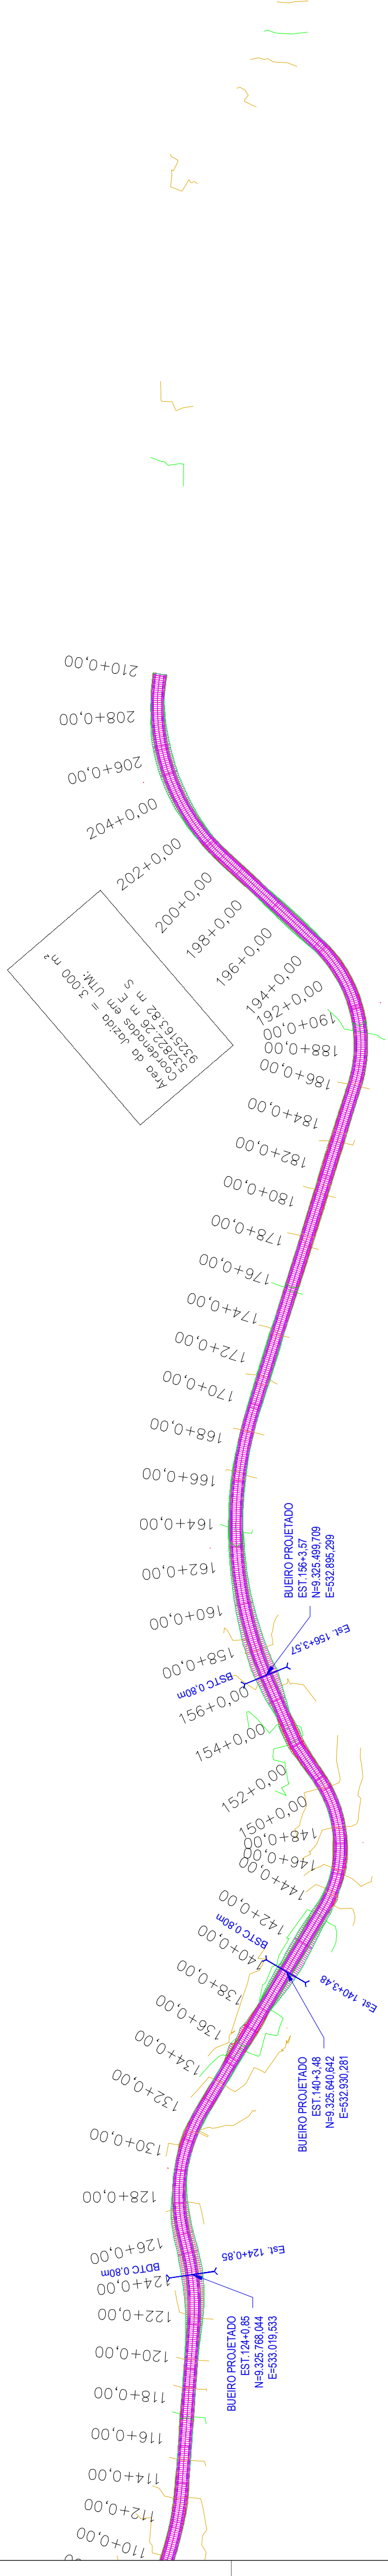 210+0,00
208+0,00
206+0,00
204+0,00
202+0,00
200+0,00
198+0,00
196+0,00
194+0,00
192+0,00
190+0,00
188+0,00
186+0,00
Área da Jazida = 3.000 m²
Coordenados em UTM:
532822.26 m E
9325163.82 m S
184+0,00
182+0,00
180+0,00
178+0,00
176+0,00
174+0,00
172+0,00
170+0,00
168+0,00
166+0,00
164+0,00
162+0,00
160+0,00
158+0,00
BUEIRO PROJETADO
EST.156+3,57
N=9.325.499,709
E=532.895,299
Est. 156+3,57
BSTC 0,80m
156+0,00
154+0,00
152+0,00
150+0,00
148+0,00
146+0,00
144+0,00
142+0,00
BSTC 0,80m
140+0,00
Est. 140+3,48
138+0,00
136+0,00
134+0,00
BUEIRO PROJETADO
EST.140+3,48
N=9.325.640,642
E=532.930,281
132+0,00
130+0,00
128+0,00
126+0,00
BDTC 0,80m
Est. 124+0,85
124+0,00
122+0,00
BUEIRO PROJETADO
EST.124+0,85
N=9.325.768,044
E=533.019,533
120+0,00
118+0,00
116+0,00
114+0,00
112+0,00
110+0,00